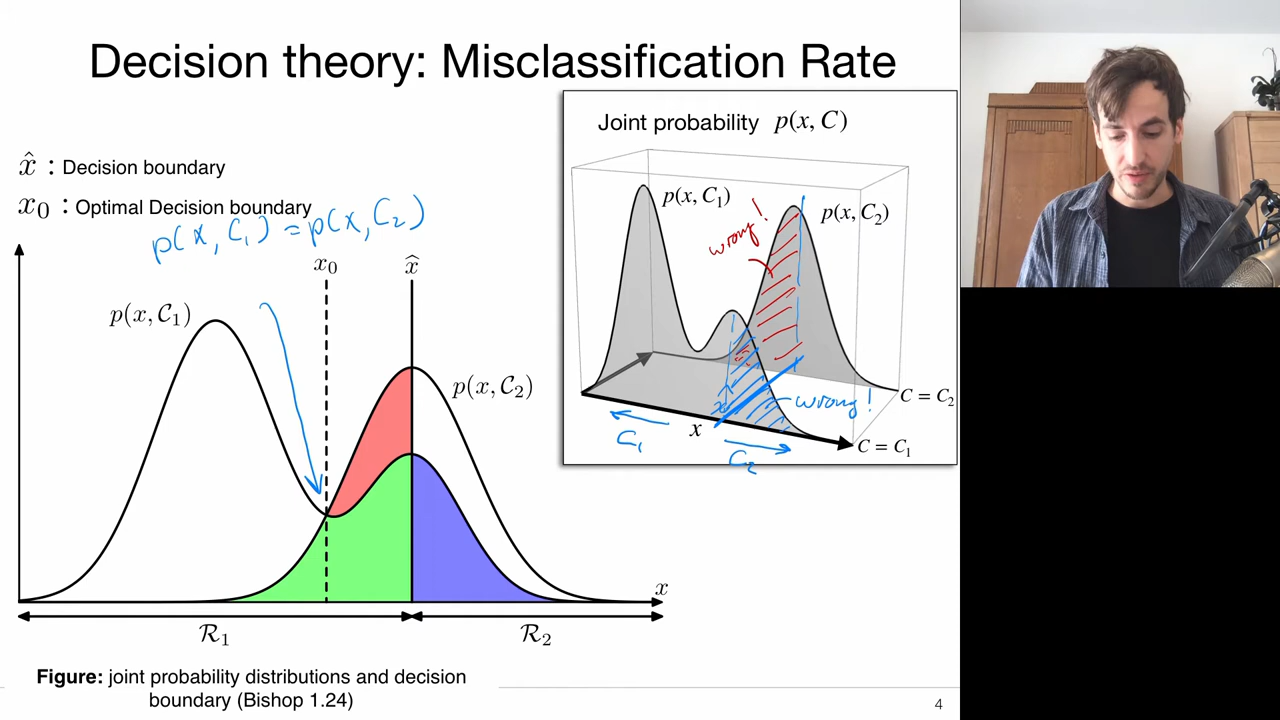 Decision theory: Misclassification Rate
x̂ : Decision boundary
x₀ : Optimal Decision boundary
p(x, C₁) = p(x, C₂)
x₀
x̂
p(x, 𝒞₁)
p(x, 𝒞₂)
x
ℛ₁
ℛ₂
Figure: joint probability distributions and decision
boundary (Bishop 1.24)
Joint probability p(x, C)
p(x, C₁)
p(x, C₂)
wrong!
wrong!
C = C₂
x̂
C₁
x
C₂
C = C₁
4